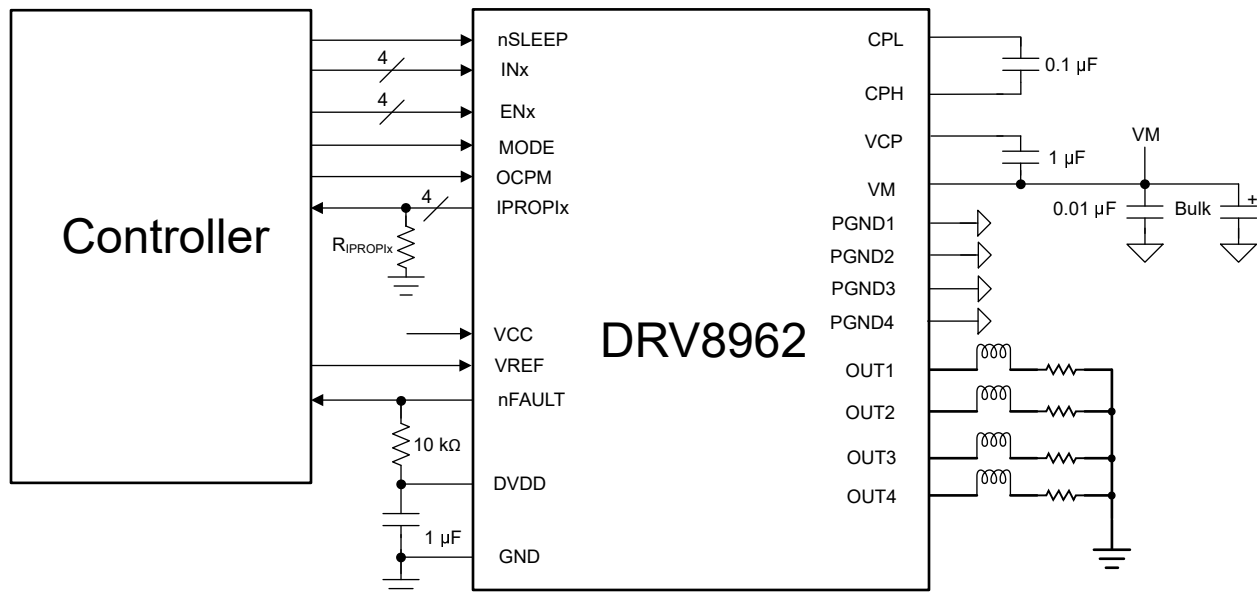 Controller
4
4
4
R_IPROPIx
10 kΩ
1 µF
nSLEEP
INx
ENx
MODE
OCPM
IPROPIx
VCC
VREF
nFAULT
DVDD
GND
DRV8962
CPL
CPH
VCP
VM
PGND1
PGND2
PGND3
PGND4
OUT1
OUT2
OUT3
OUT4
0.1 µF
1 µF
VM
0.01 µF
Bulk
+